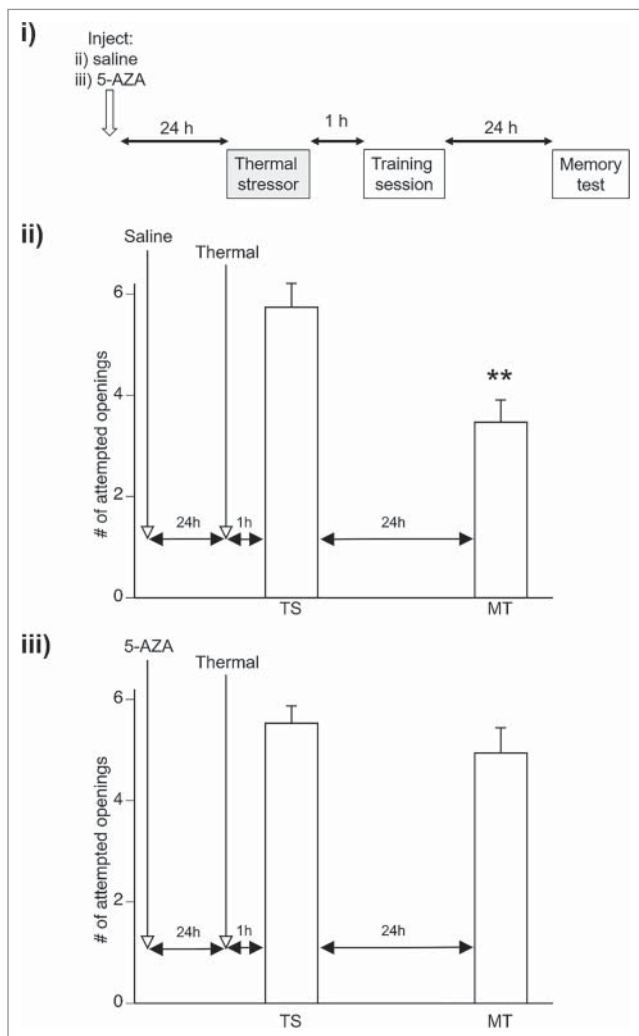 i)
Inject:
ii) saline
iii) 5-AZA
24 h
1 h
24 h
Thermal
stressor
Training
session
Memory
test
ii)
Saline
Thermal
6
4
2
0
# of attempted openings
**
24h
1h
24h
TS
MT
iii)
5-AZA
Thermal
6
4
2
0
# of attempted openings
24h
1h
24h
TS
MT